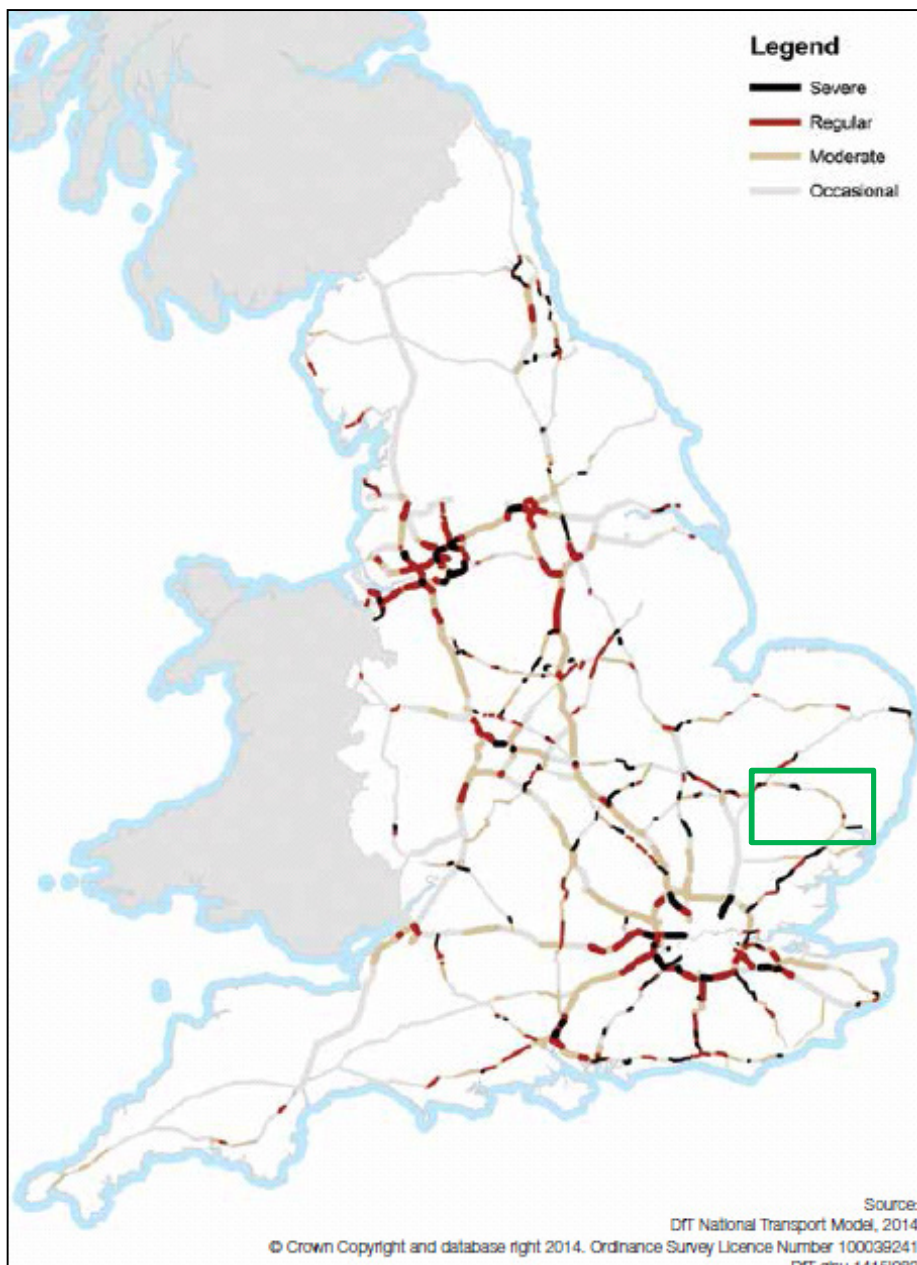 Legend
Severe
Regular
Moderate
Occasional
Source:
DfT National Transport Model, 2014
© Crown Copyright and database right 2014. Ordinance Survey Licence Number 100039241